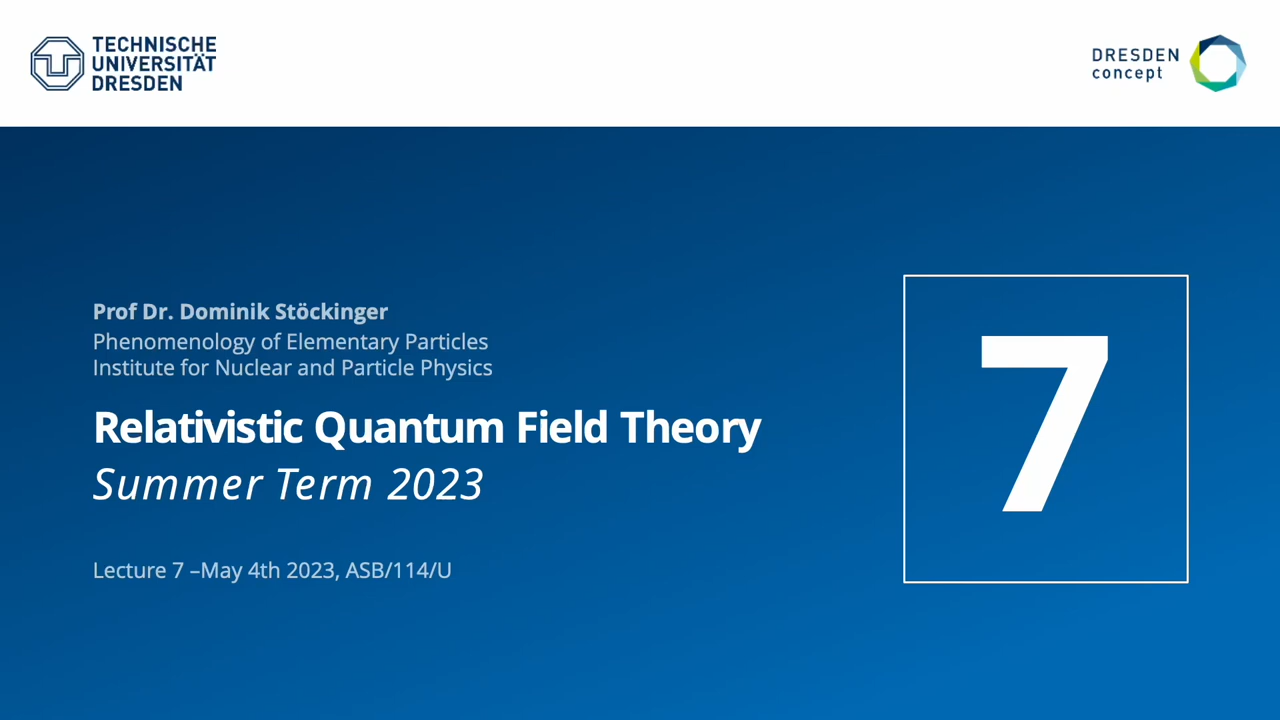 TECHNISCHE
UNIVERSITÄT
DRESDEN
DRESDEN
concept
Prof Dr. Dominik Stöckinger
Phenomenology of Elementary Particles
Institute for Nuclear and Particle Physics
Relativistic Quantum Field Theory
Summer Term 2023
Lecture 7 –May 4th 2023, ASB/114/U
7